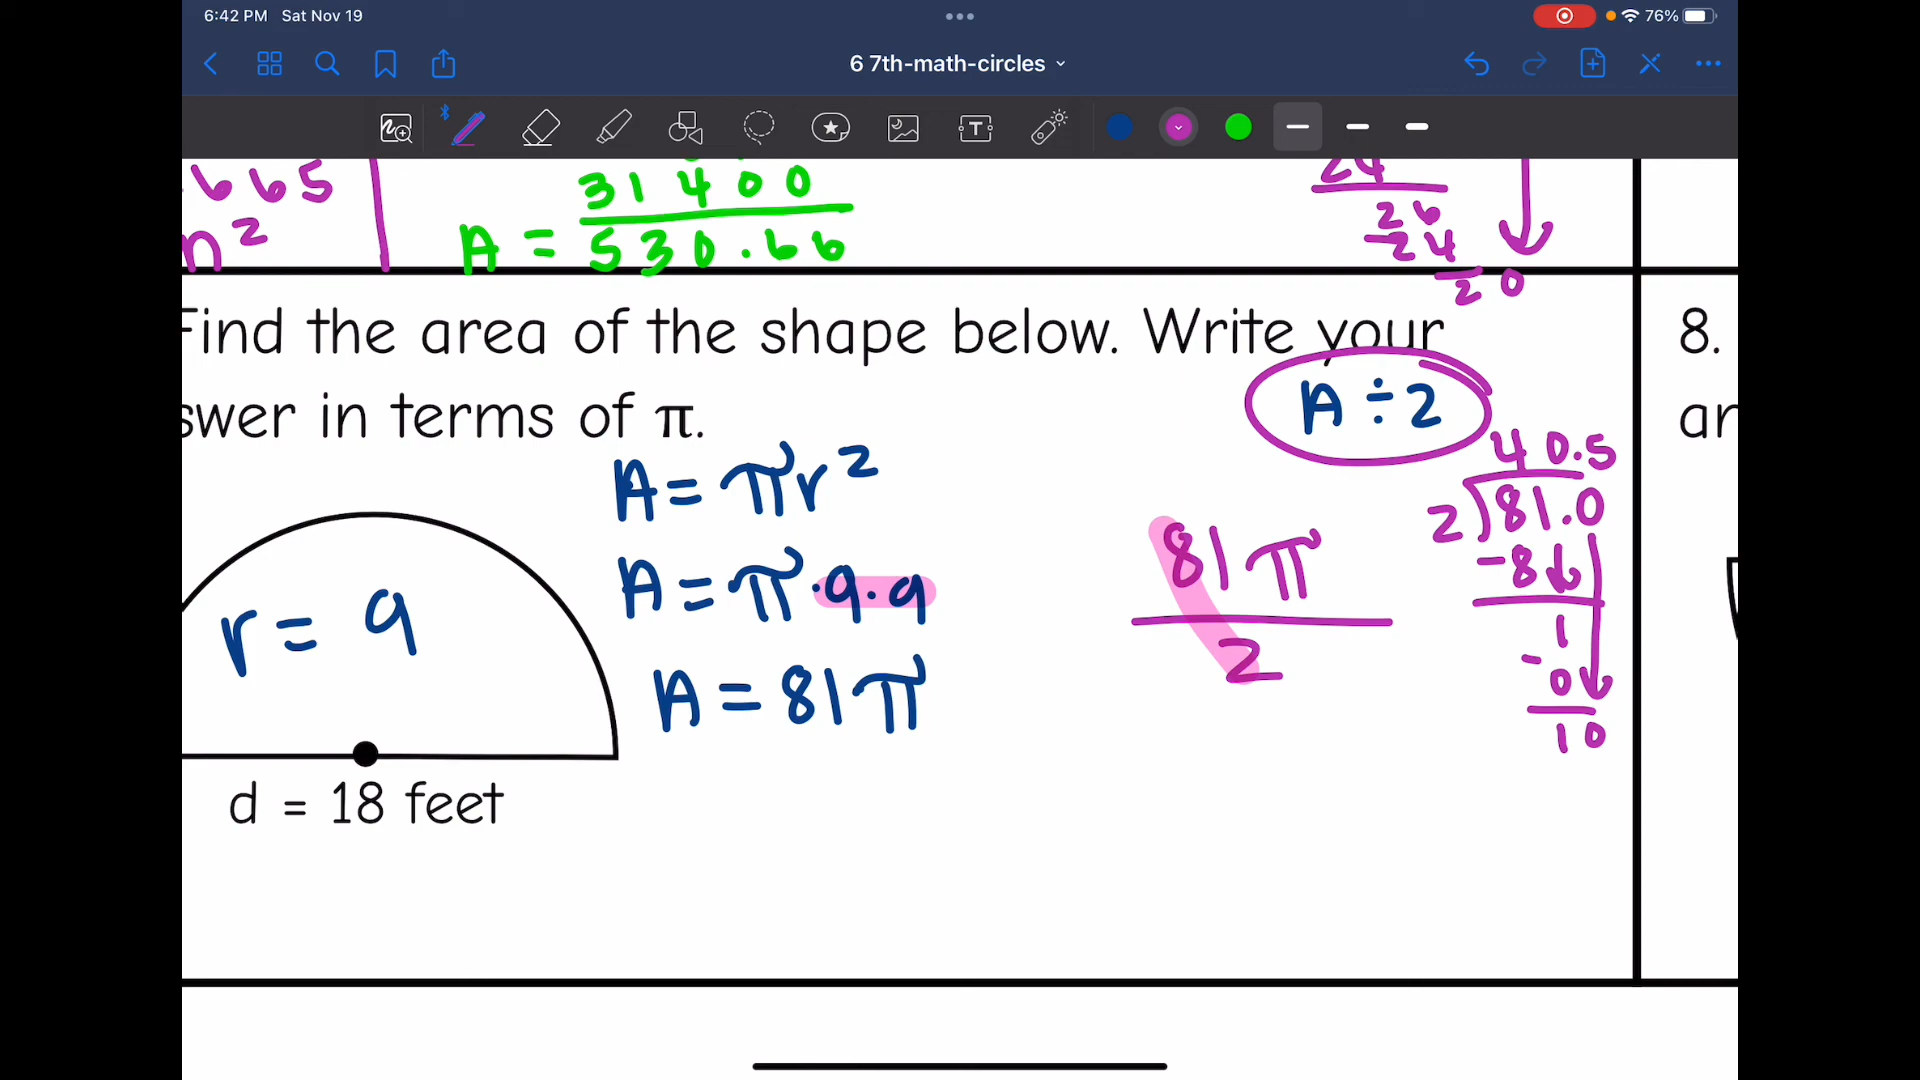 6:42 PM Sat Nov 19
76%
6 7th-math-circles
665
n²
31400
A = 530.66
24
26
-24
20
Find the area of the shape below. Write your
swer in terms of π.
8.
ar
A ÷ 2
A = πr²
A = π·9·9
A = 81π
r = 9
d = 18 feet
81π
2
40.5
2)81.0
-8
1
-0
10